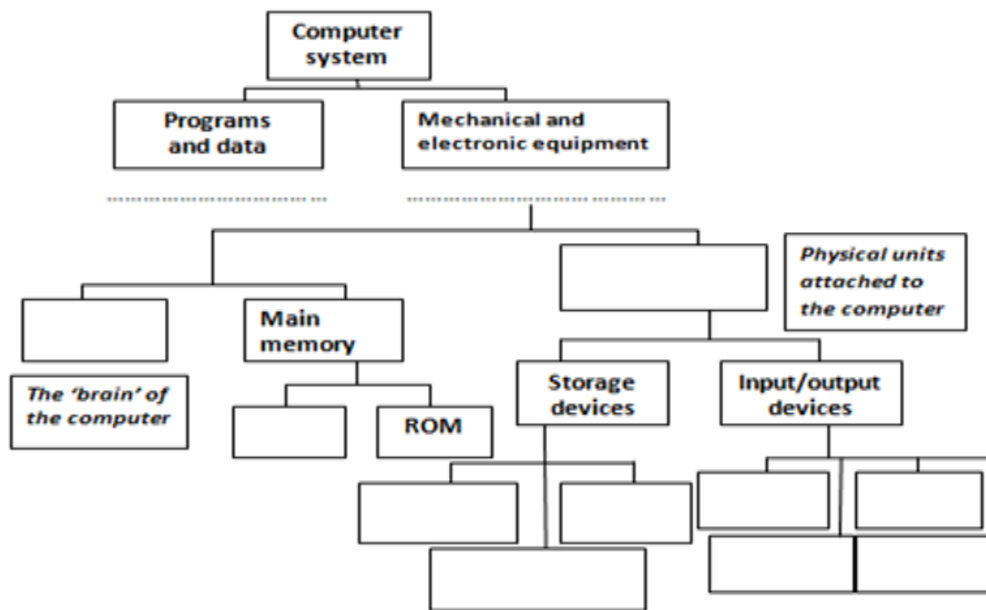 Computer
system
Programs
and data
Mechanical and
electronic equipment
…………………………… …
……………………… ………… …
Physical units
attached to
the computer
Main
memory
The ‘brain’ of
the computer
ROM
Storage
devices
Input/output
devices